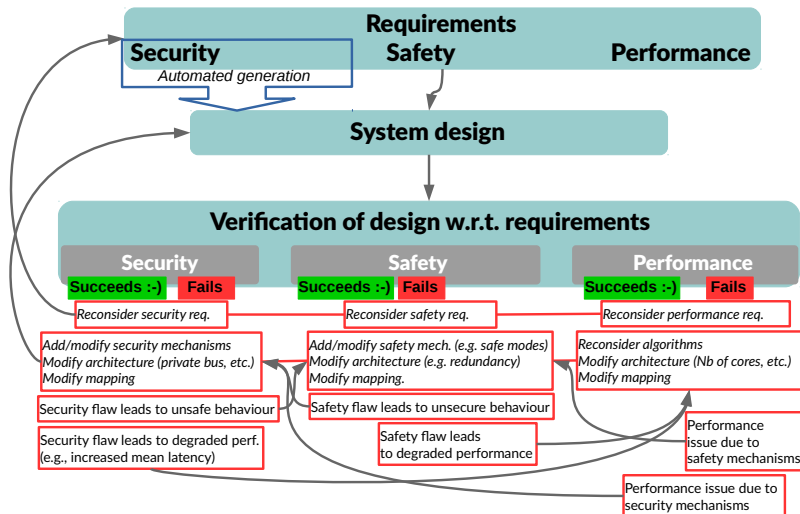 Requirements
Security Safety Performance
Automated generation
System design
Verification of design w.r.t. requirements
Security Safety Performance
Succeeds :-) Fails Succeeds :-) Fails Succeeds :-) Fails
Reconsider security req. Reconsider safety req. Reconsider performance req.
Add/modify security mechanisms
Modify architecture (private bus, etc.)
Modify mapping
Add/modify safety mech. (e.g. safe modes)
Modify architecture (e.g. redundancy)
Modify mapping.
Reconsider algorithms
Modify architecture (Nb of cores, etc.)
Modify mapping
Security flaw leads to unsafe behaviour
Safety flaw leads to unsecure behaviour
Security flaw leads to degraded perf.
(e.g., increased mean latency)
Safety flaw leads
to degraded performance
Performance
issue due to
safety mechanisms
Performance issue due to
security mechanisms